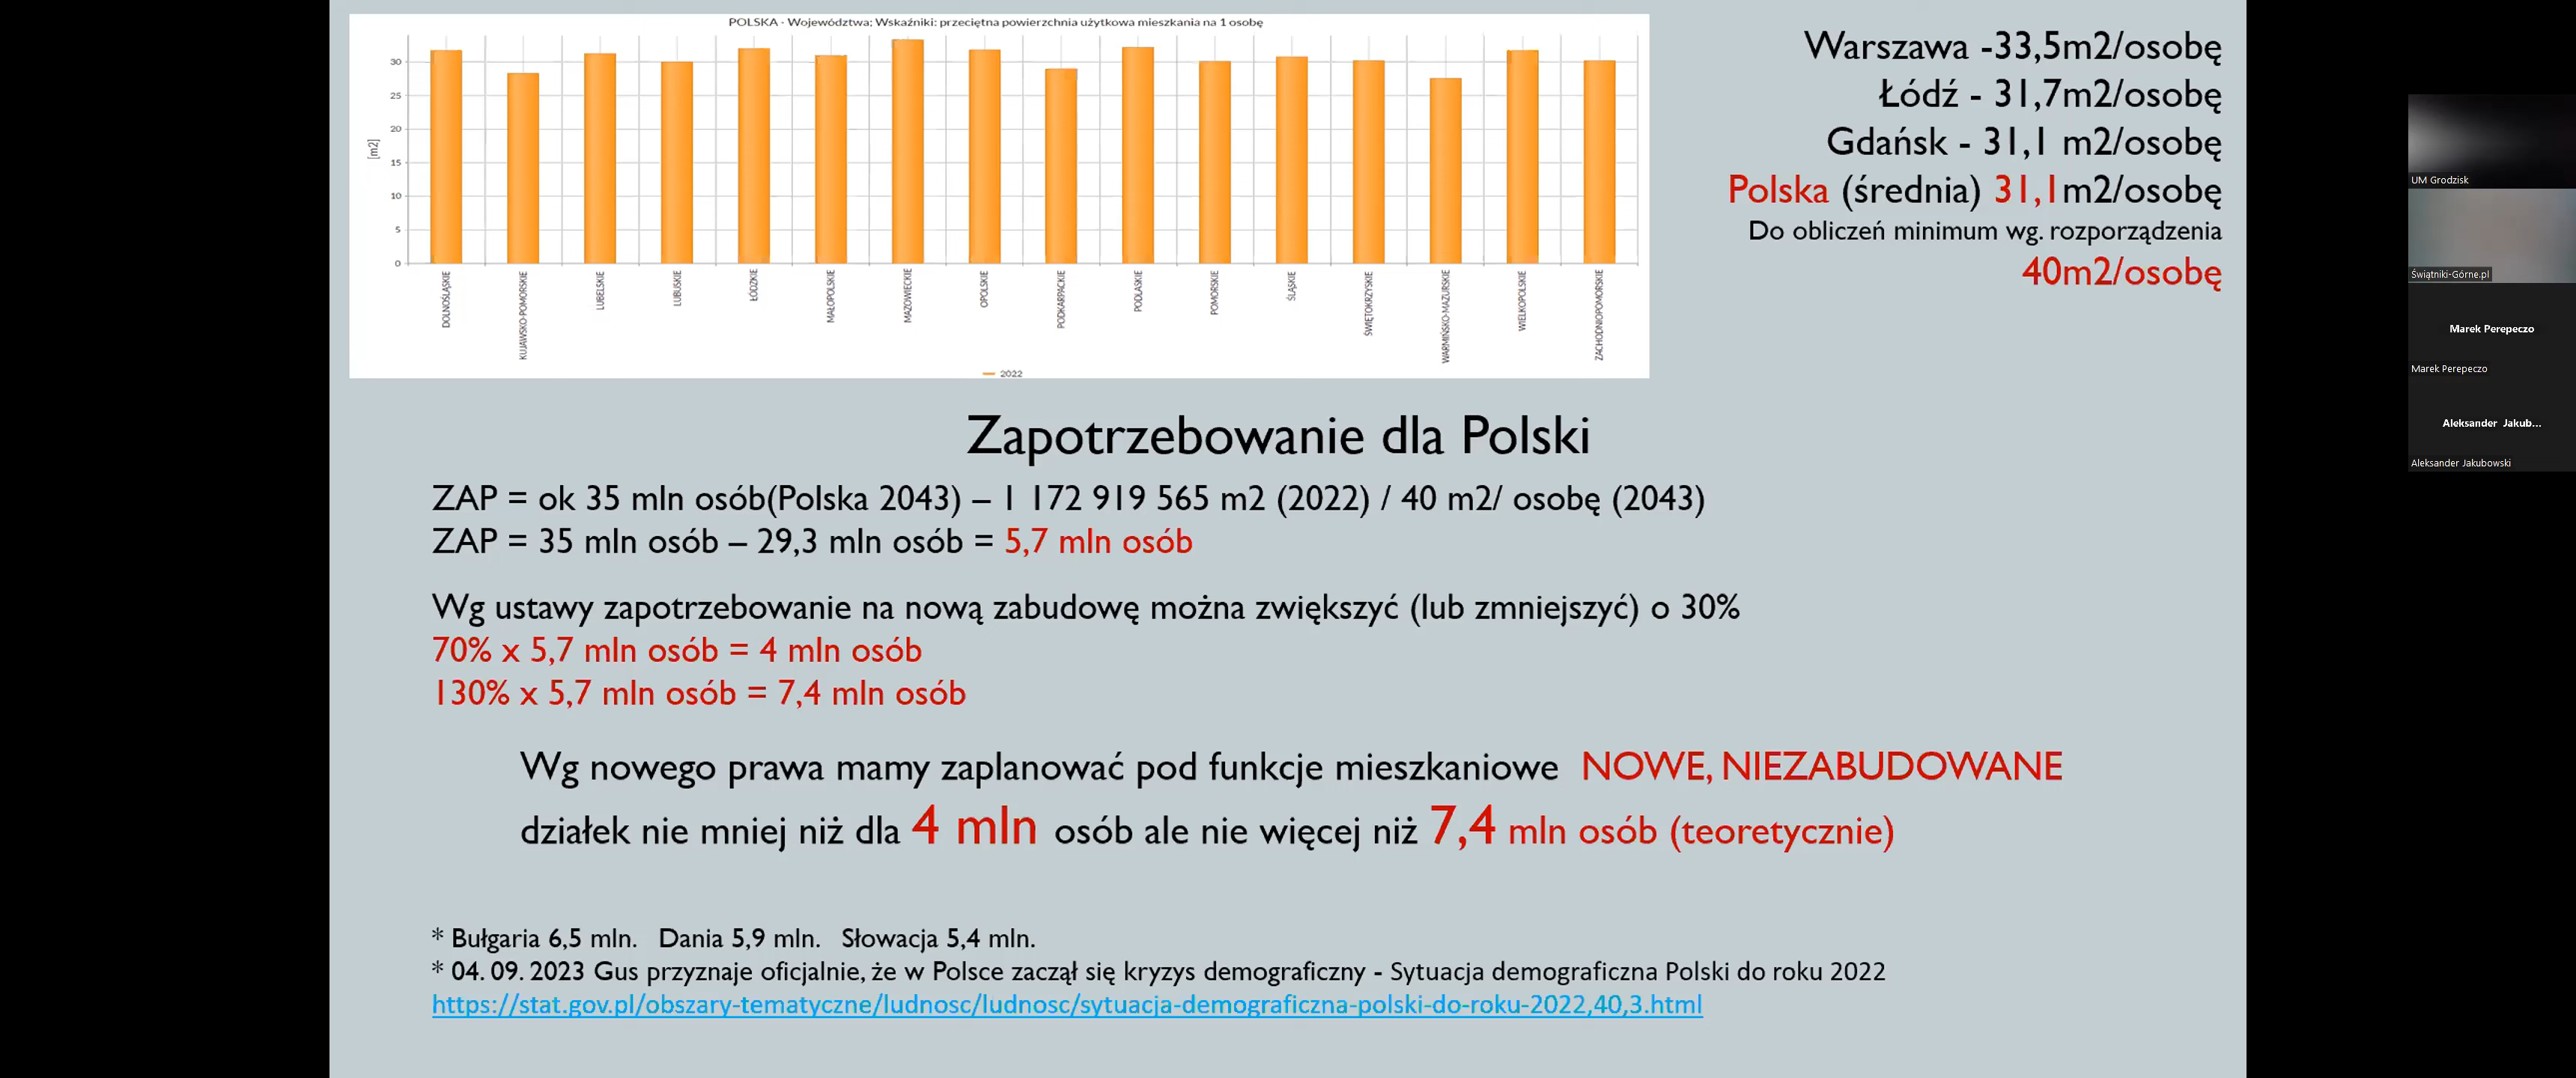 POLSKA - Województwa; Wskaźniki: przeciętna powierzchnia użytkowa mieszkania na 1 osobę
30
25
20
15
10
5
0
[m2]
DOLNOŚLĄSKIE
KUJAWSKO-POMORSKIE
LUBELSKIE
LUBUSKIE
ŁÓDZKIE
MAŁOPOLSKIE
MAZOWIECKIE
OPOLSKIE
PODKARPACKIE
PODLASKIE
POMORSKIE
ŚLĄSKIE
ŚWIĘTOKRZYSKIE
WARMIŃSKO-MAZURSKIE
WIELKOPOLSKIE
ZACHODNIOPOMORSKIE
2022
Warszawa -33,5m2/osobę
Łódź - 31,7m2/osobę
Gdańsk - 31,1 m2/osobę
Polska (średnia) 31,1m2/osobę
Do obliczeń minimum wg. rozporządzenia
40m2/osobę
Zapotrzebowanie dla Polski
ZAP = ok 35 mln osób(Polska 2043) – 1 172 919 565 m2 (2022) / 40 m2/ osobę (2043)
ZAP = 35 mln osób – 29,3 mln osób = 5,7 mln osób
Wg ustawy zapotrzebowanie na nową zabudowę można zwiększyć (lub zmniejszyć) o 30%
70% x 5,7 mln osób = 4 mln osób
130% x 5,7 mln osób = 7,4 mln osób
Wg nowego prawa mamy zaplanować pod funkcje mieszkaniowe NOWE, NIEZABUDOWANE
działek nie mniej niż dla 4 mln osób ale nie więcej niż 7,4 mln osób (teoretycznie)
* Bułgaria 6,5 mln. Dania 5,9 mln. Słowacja 5,4 mln.
* 04. 09. 2023 Gus przyznaje oficjalnie, że w Polsce zaczął się kryzys demograficzny - Sytuacja demograficzna Polski do roku 2022
https://stat.gov.pl/obszary-tematyczne/ludnosc/ludnosc/sytuacja-demograficzna-polski-do-roku-2022,40,3.html
UM Grodzisk
Świątniki-Górne.pl
Marek Perepeczo
Marek Perepeczo
Aleksander Jakub...
Aleksander Jakubowski